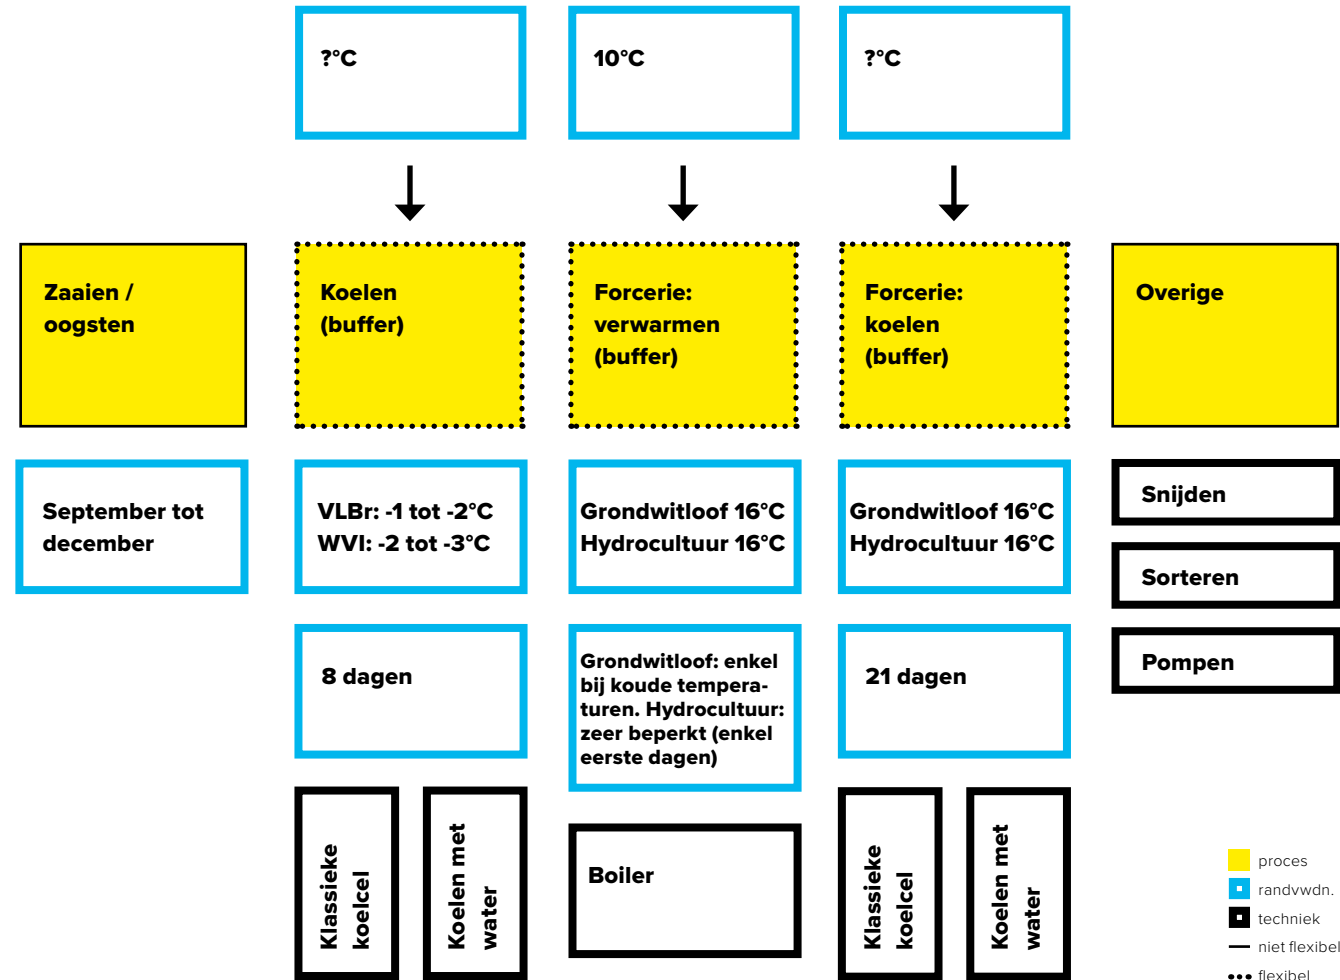 ?°C
10°C
?°C
Zaaien /
oogsten
Koelen
(buffer)
Forcerie:
verwarmen
(buffer)
Forcerie:
koelen
(buffer)
Overige
September tot
december
VLBr: -1 tot -2°C
WVl: -2 tot -3°C
Grondwitloof 16°C
Hydrocultuur 16°C
Grondwitloof 16°C
Hydrocultuur 16°C
Snijden
Sorteren
Pompen
8 dagen
Grondwitloof: enkel
bij koude tempera-
turen. Hydrocultuur:
zeer beperkt (enkel
eerste dagen)
21 dagen
Klassieke
koelcel
Koelen met
water
Boiler
Klassieke
koelcel
Koelen met
water
proces
randvwdn.
techniek
niet flexibel
flexibel